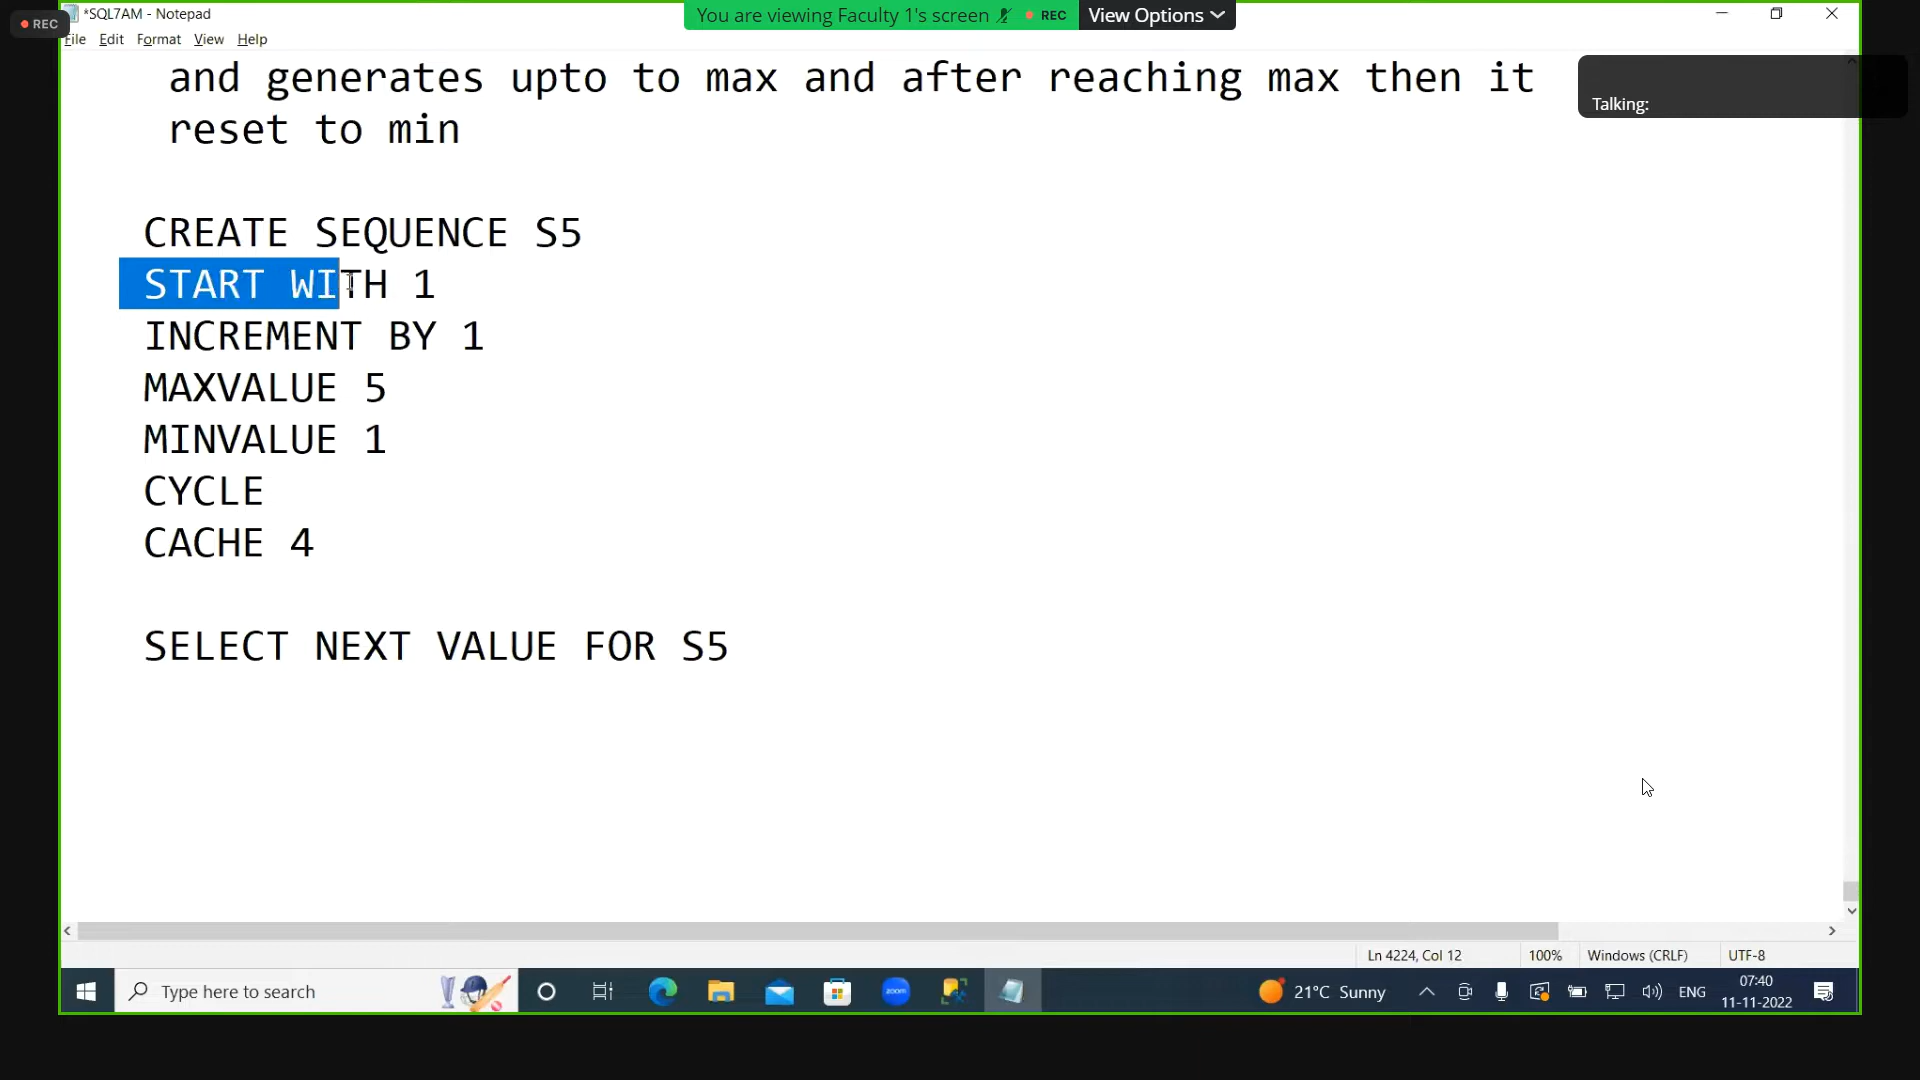 REC
*SQL7AM - Notepad
You are viewing Faculty 1's screen
REC
View Options
File Edit Format View Help
Talking:
and generates upto to max and after reaching max then it
reset to min
CREATE SEQUENCE S5
START WITH 1
INCREMENT BY 1
MAXVALUE 5
MINVALUE 1
CYCLE
CACHE 4
SELECT NEXT VALUE FOR S5
Ln 4224, Col 12
100%
Windows (CRLF)
UTF-8
Type here to search
zoom
21°C Sunny
ENG
07:40
11-11-2022